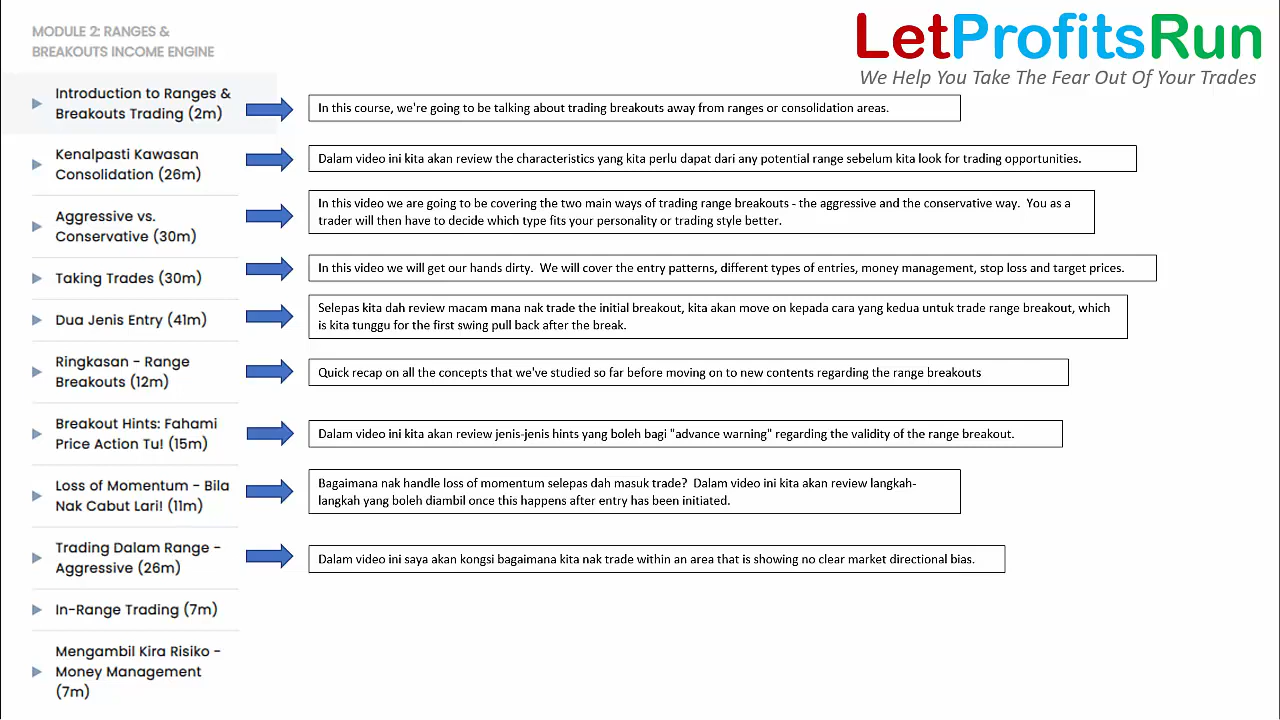 MODULE 2: RANGES &
BREAKOUTS INCOME ENGINE
LetProfitsRun
We Help You Take The Fear Out Of Your Trades
Introduction to Ranges &
Breakouts Trading (2m)
In this course, we're going to be talking about trading breakouts away from ranges or consolidation areas.
Kenalpasti Kawasan
Consolidation (26m)
Dalam video ini kita akan review the characteristics yang kita perlu dapat dari any potential range sebelum kita look for trading opportunities.
Aggressive vs.
Conservative (30m)
In this video we are going to be covering the two main ways of trading range breakouts - the aggressive and the conservative way. You as a
trader will then have to decide which type fits your personality or trading style better.
Taking Trades (30m)
In this video we will get our hands dirty. We will cover the entry patterns, different types of entries, money management, stop loss and target prices.
Dua Jenis Entry (41m)
Selepas kita dah review macam mana nak trade the initial breakout, kita akan move on kepada cara yang kedua untuk trade range breakout, which
is kita tunggu for the first swing pull back after the break.
Ringkasan - Range
Breakouts (12m)
Quick recap on all the concepts that we've studied so far before moving on to new contents regarding the range breakouts
Breakout Hints: Fahami
Price Action Tu! (15m)
Dalam video ini kita akan review jenis-jenis hints yang boleh bagi "advance warning" regarding the validity of the range breakout.
Loss of Momentum - Bila
Nak Cabut Lari! (11m)
Bagaimana nak handle loss of momentum selepas dah masuk trade? Dalam video ini kita akan review langkah-
langkah yang boleh diambil once this happens after entry has been initiated.
Trading Dalam Range -
Aggressive (26m)
Dalam video ini saya akan kongsi bagaimana kita nak trade within an area that is showing no clear market directional bias.
In-Range Trading (7m)
Mengambil Kira Risiko -
Money Management
(7m)